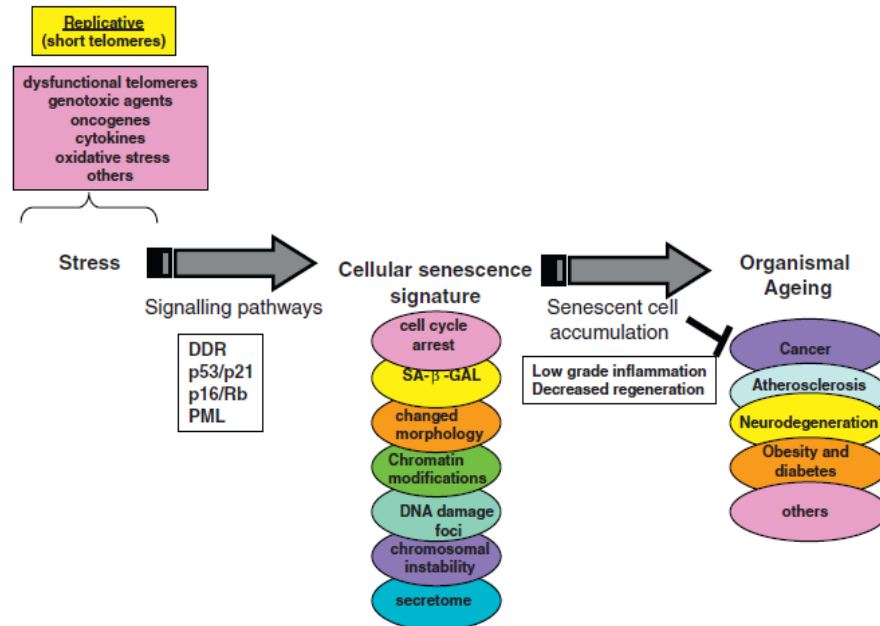 Replicative
(short telomeres)
dysfunctional telomeres
genotoxic agents
oncogenes
cytokines
oxidative stress
others
Stress
Signalling pathways
DDR
p53/p21
p16/Rb
PML
Cellular senescence
signature
cell cycle
arrest
SA-β-GAL
changed
morphology
Chromatin
modifications
DNA damage
foci
chromosomal
instability
secretome
Senescent cell
accumulation
Low grade inflammation
Decreased regeneration
Organismal
Ageing
Cancer
Atherosclerosis
Neurodegeneration
Obesity and
diabetes
others